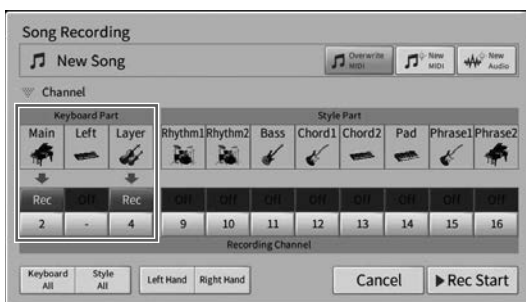 Song Recording
New Song
Overwrite MIDI
New MIDI
New Audio
Channel
Keyboard Part Style Part
Main Left Layer Rhythm1 Rhythm2 Bass Chord1 Chord2 Pad Phrase1 Phrase2
Rec Off Rec Off Off Off Off Off Off Off Off
2 - 4 9 10 11 12 13 14 15 16
Recording Channel
Keyboard All
Style All
Left Hand Right Hand Cancel Rec Start